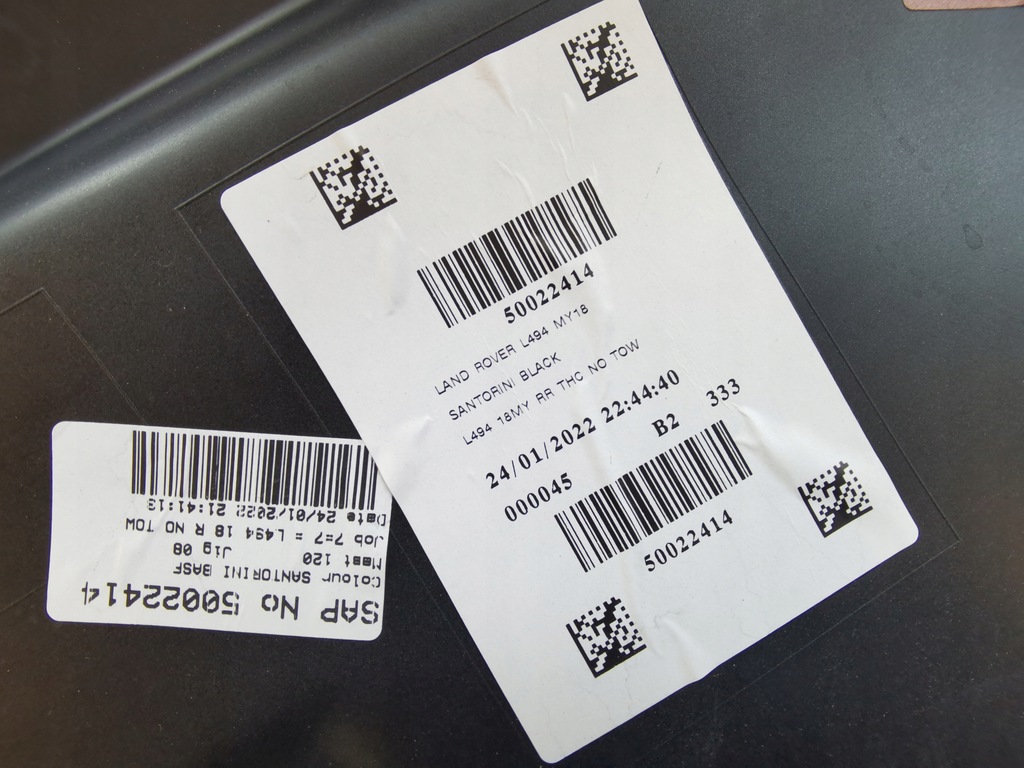 50022414
LAND ROVER L494 MY18
SANTORINI BLACK
L494 18MY RR THC NO TOW
24/01/2022 22:44:40
000045 B2 333
50022414
SAP No 50022414
Colour SANTORINI BASF
Mest 120 Jig 08
Job 7=7 = L494 18 R NO TOW
Date 24/01/2022 21:41:13